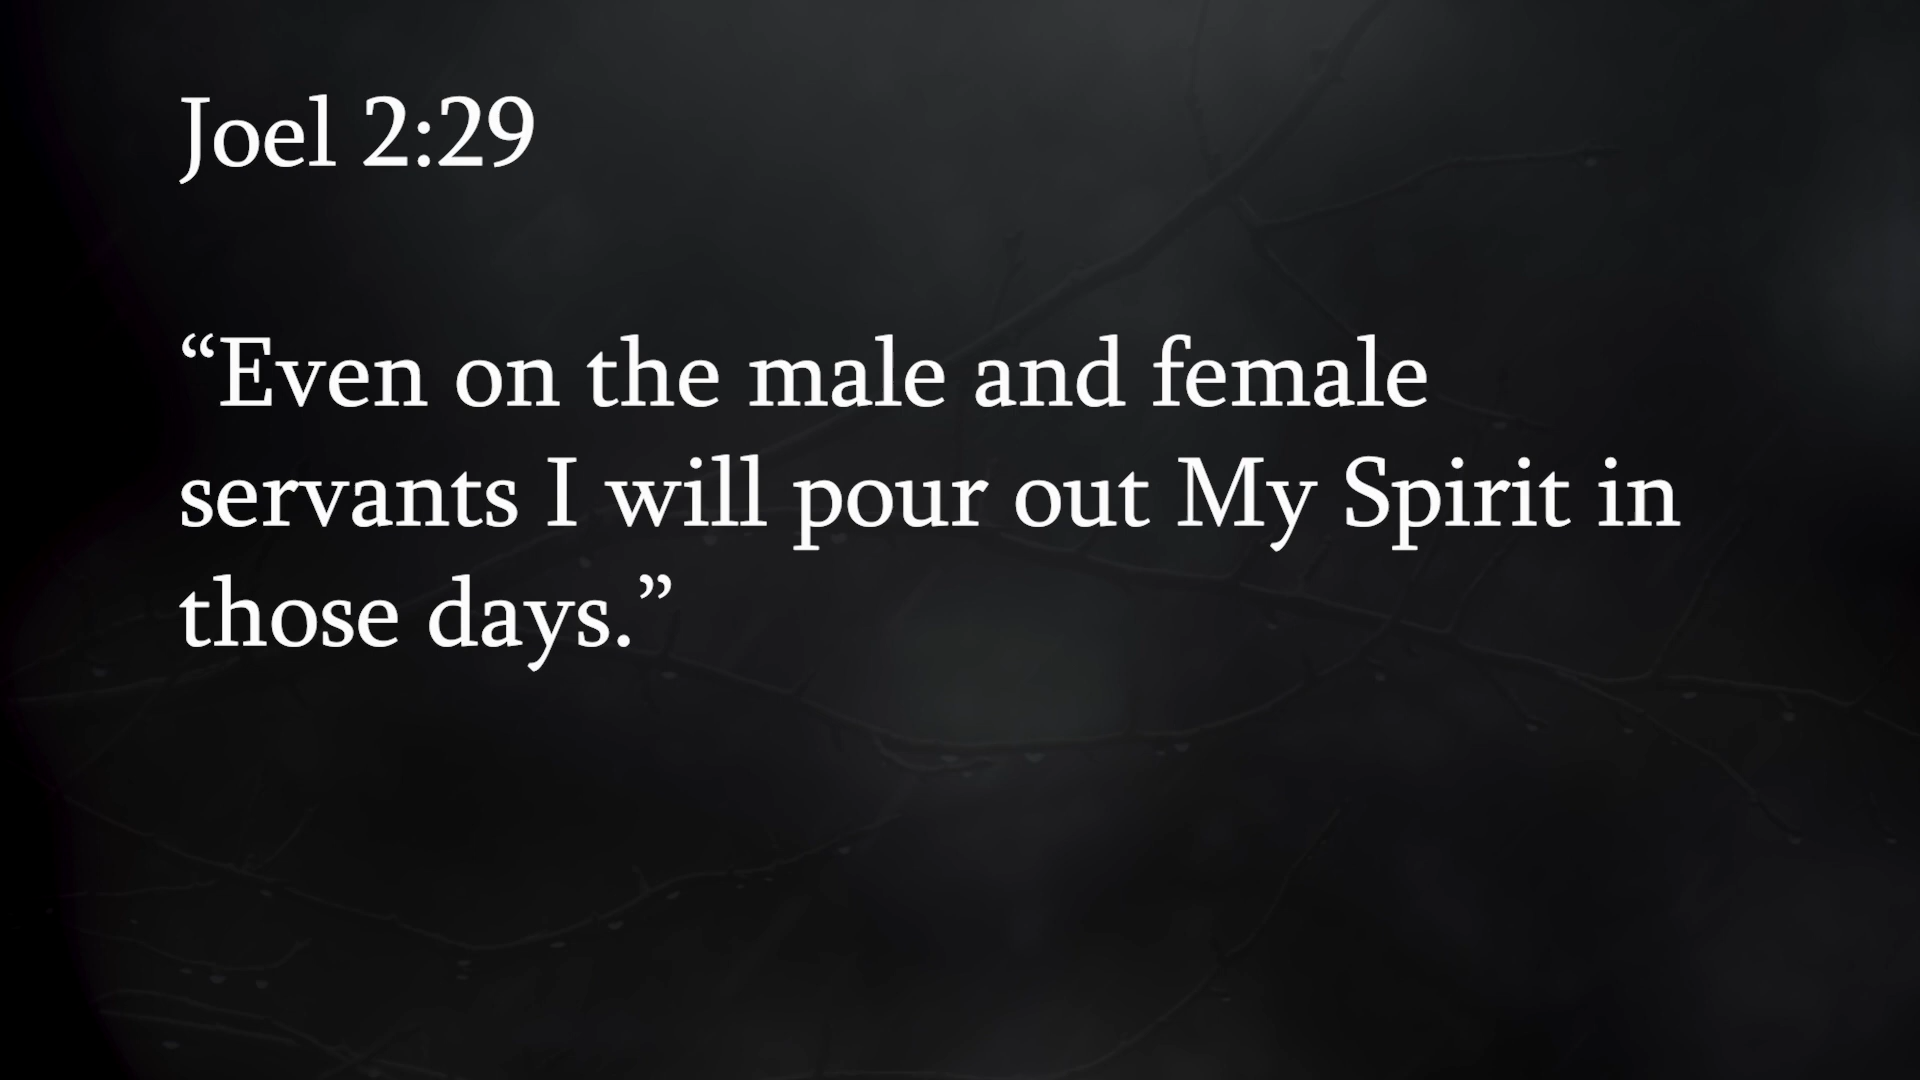 Joel 2:29
“Even on the male and female
servants I will pour out My Spirit in
those days.”